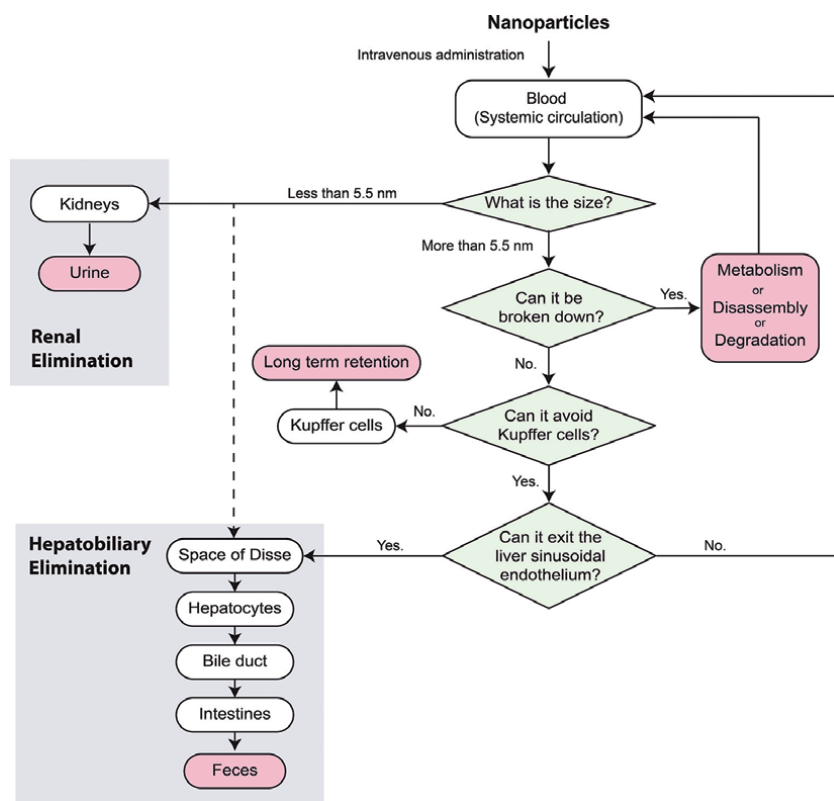 Nanoparticles
Intravenous administration
Blood
(Systemic circulation)
Less than 5.5 nm
What is the size?
Kidneys
Urine
Renal
Elimination
More than 5.5 nm
Can it be
broken down?
Yes.
Metabolism
or
Disassembly
or
Degradation
No.
Long term retention
Kupffer cells
No.
Can it avoid
Kupffer cells?
Yes.
Hepatobiliary
Elimination
Space of Disse
Yes.
Can it exit the
liver sinusoidal
endothelium?
No.
Hepatocytes
Bile duct
Intestines
Feces